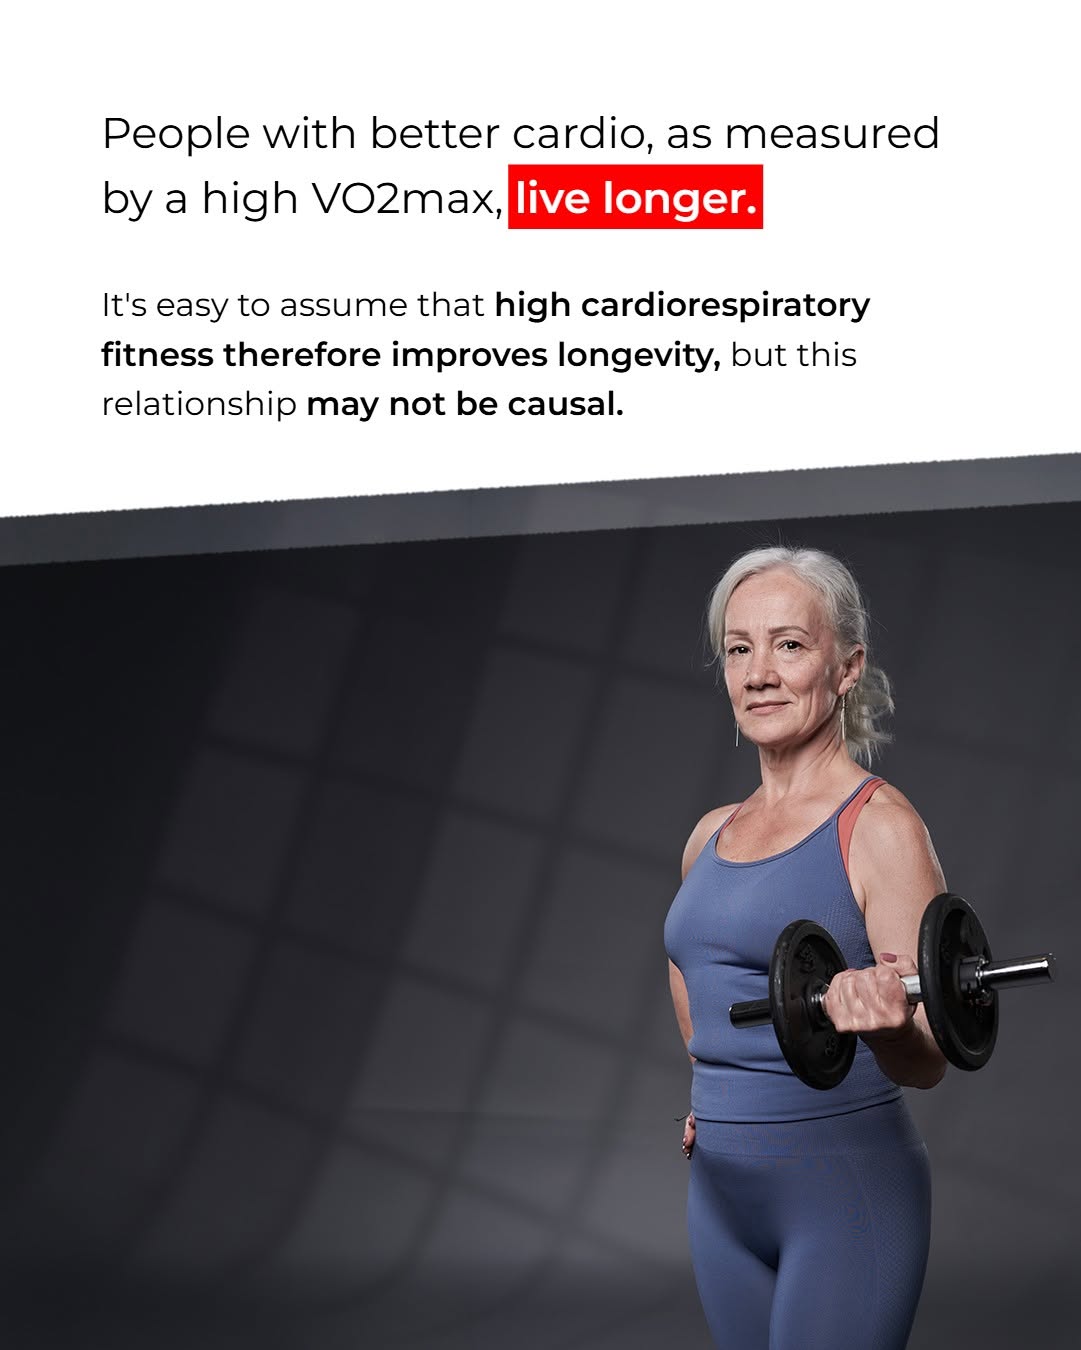 People with better cardio, as measured
by a high VO2max, live longer.
It's easy to assume that high cardiorespiratory
fitness therefore improves longevity, but this
relationship may not be causal.